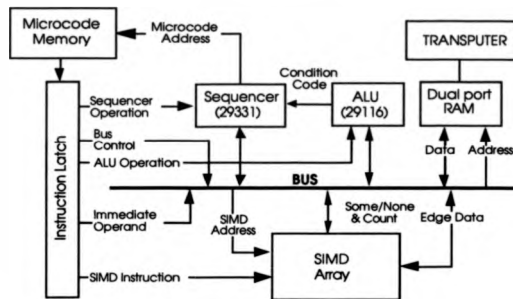 Microcode
Memory
Microcode
Address
TRANSPUTER
Sequencer
Operation
Sequencer
(29331)
Condition
Code
ALU
(29116)
Dual port
RAM
Instruction Latch
Bus
Control
ALU Operation
Data
Address
BUS
Immediate
Operand
SIMD
Address
Some/None
& Count
Edge Data
SIMD Instruction
SIMD
Array